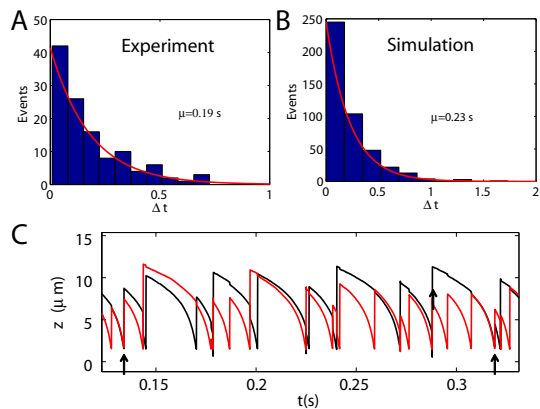 A
B
Experiment
Simulation
50
40
30
20
10
0
Events
μ=0.19 s
0
0.5
1
Δ t
250
200
150
100
50
0
Events
μ=0.23 s
0
0.5
1.0
1.5
2
Δ t
C
15
10
5
0
z (μ m)
0.15
0.2
0.25
0.3
t(s)